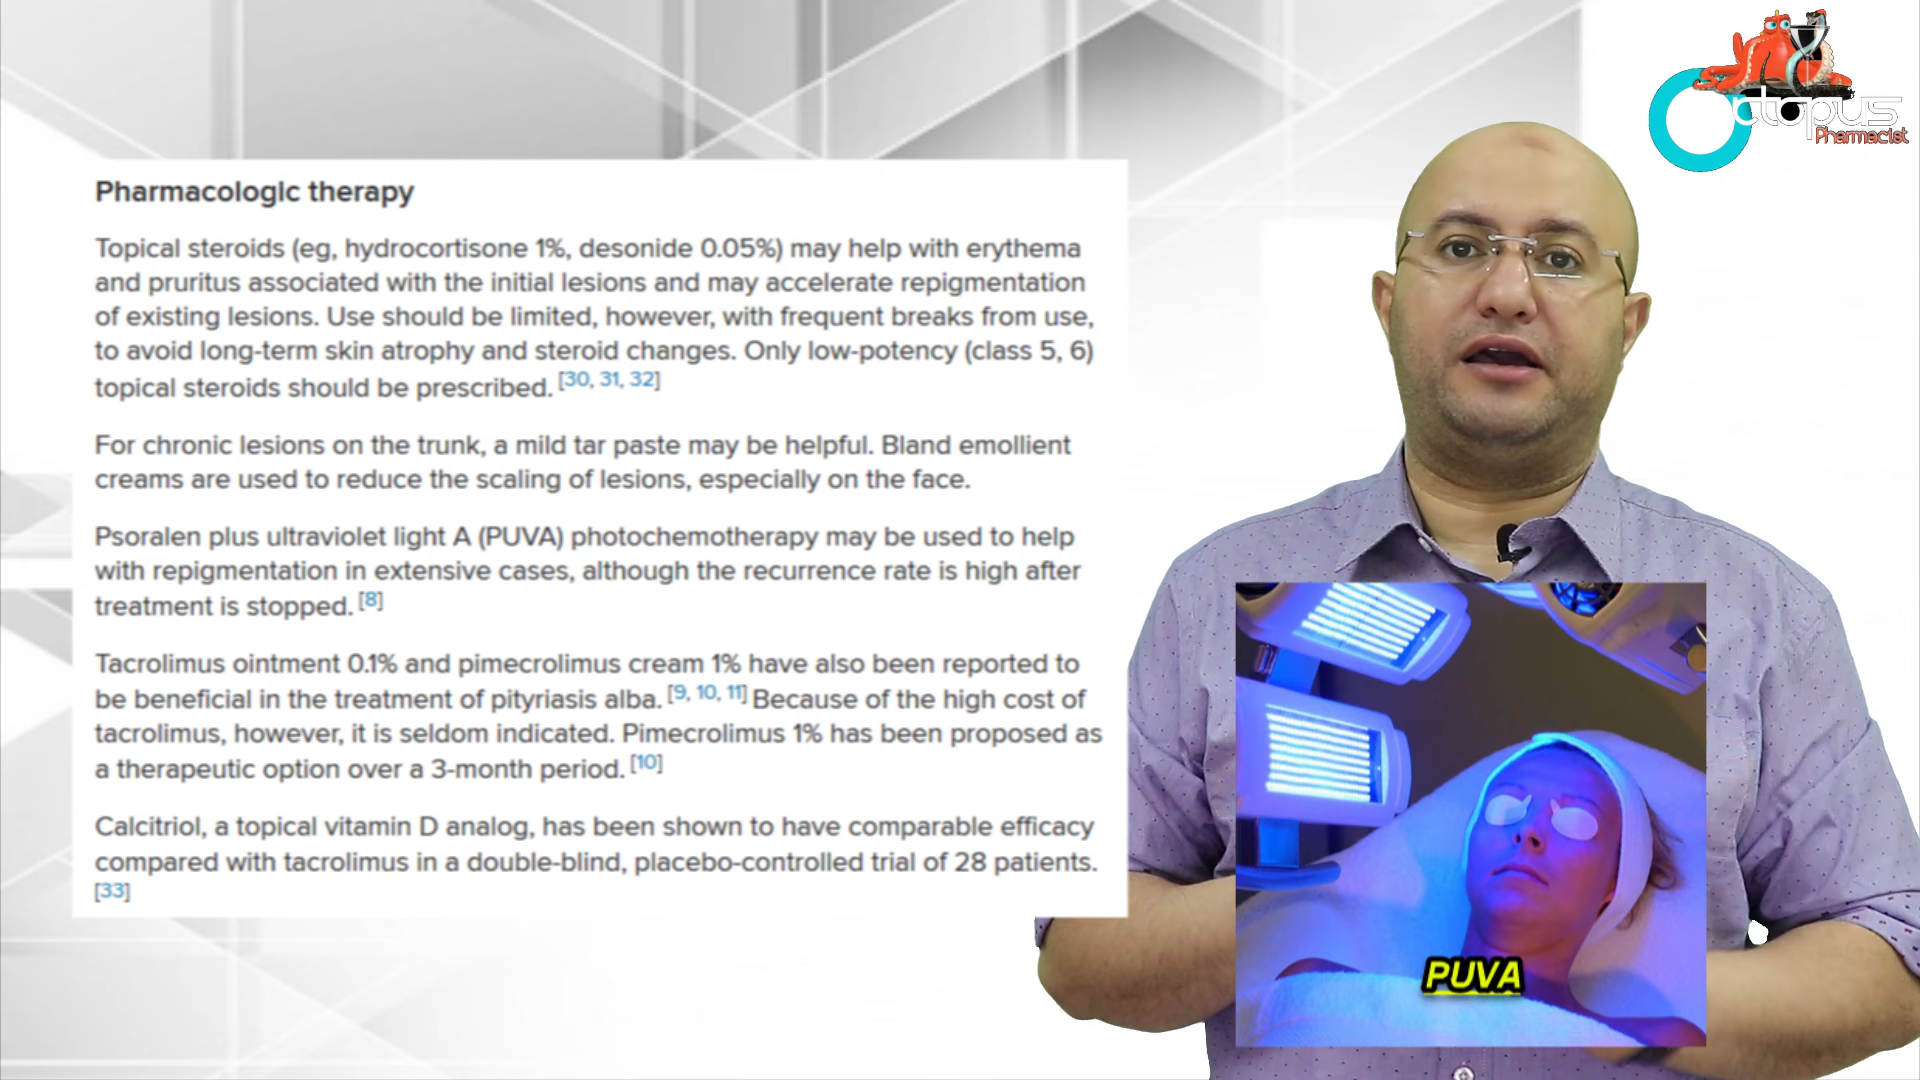 Octopus
Pharmacist
Pharmacologic therapy
Topical steroids (eg, hydrocortisone 1%, desonide 0.05%) may help with erythema
and pruritus associated with the initial lesions and may accelerate repigmentation
of existing lesions. Use should be limited, however, with frequent breaks from use,
to avoid long-term skin atrophy and steroid changes. Only low-potency (class 5, 6)
topical steroids should be prescribed. [30, 31, 32]
For chronic lesions on the trunk, a mild tar paste may be helpful. Bland emollient
creams are used to reduce the scaling of lesions, especially on the face.
Psoralen plus ultraviolet light A (PUVA) photochemotherapy may be used to help
with repigmentation in extensive cases, although the recurrence rate is high after
treatment is stopped. [8]
Tacrolimus ointment 0.1% and pimecrolimus cream 1% have also been reported to
be beneficial in the treatment of pityriasis alba. [9, 10, 11] Because of the high cost of
tacrolimus, however, it is seldom indicated. Pimecrolimus 1% has been proposed as
a therapeutic option over a 3-month period. [10]
Calcitriol, a topical vitamin D analog, has been shown to have comparable efficacy
compared with tacrolimus in a double-blind, placebo-controlled trial of 28 patients.
[33]
PUVA